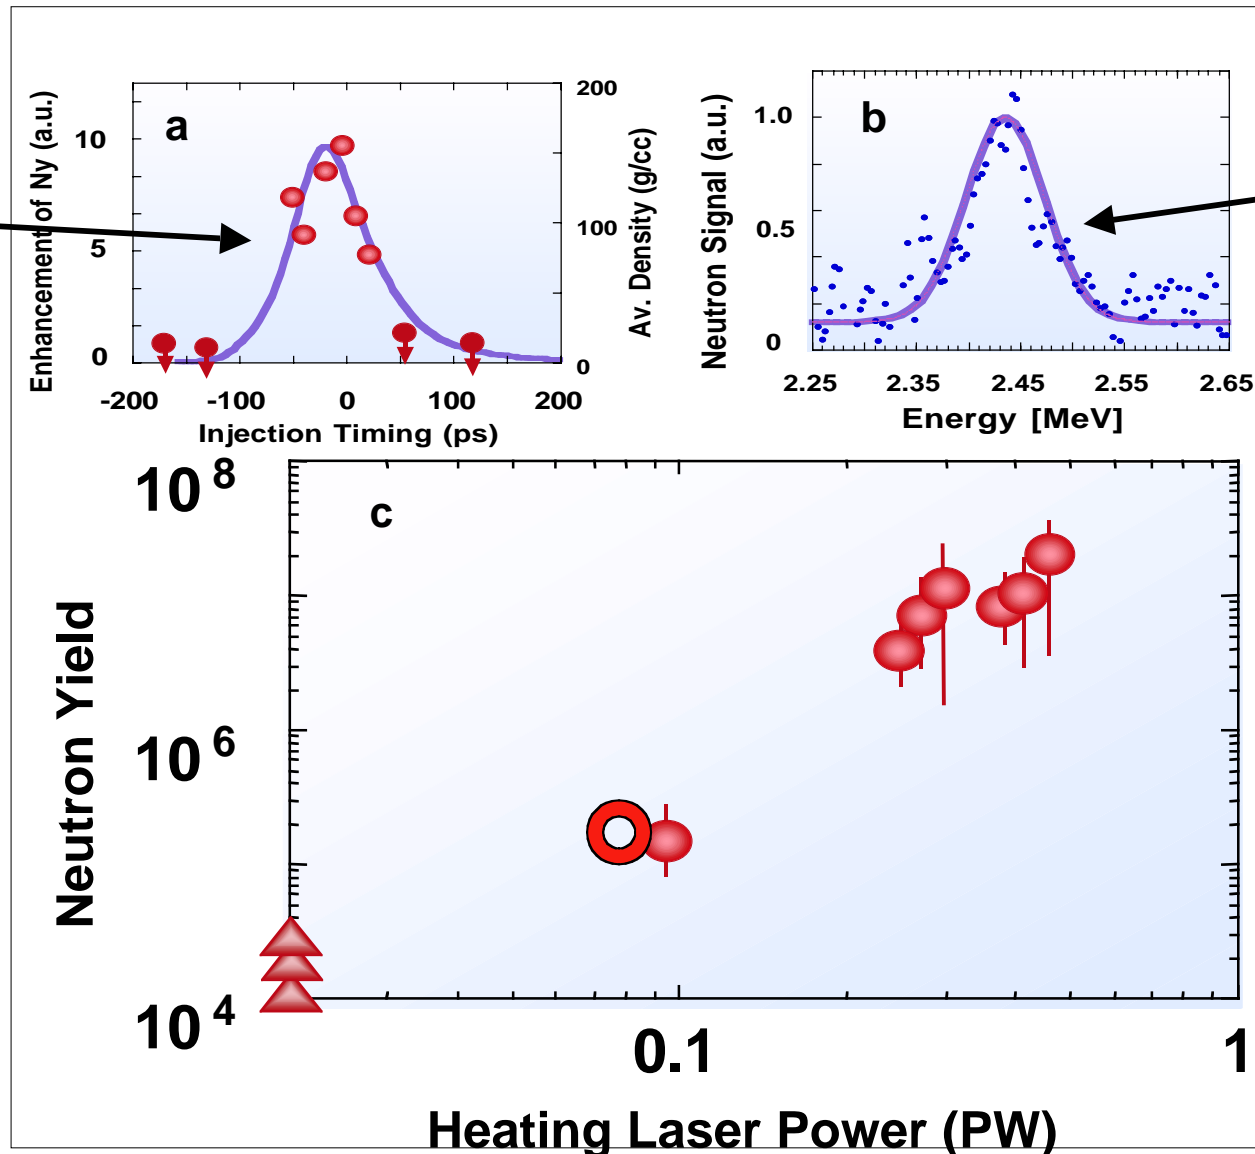 a
Enhancement of Ny (a.u.)
10
5
0
200
100
0
Av. Density (g/cc)
-200 -100 0 100 200
Injection Timing (ps)
b
Neutron Signal (a.u.)
1.0
0.5
0
2.25 2.35 2.45 2.55 2.65
Energy [MeV]
c
Neutron Yield
10^8
10^6
10^4
0.1 1
Heating Laser Power (PW)